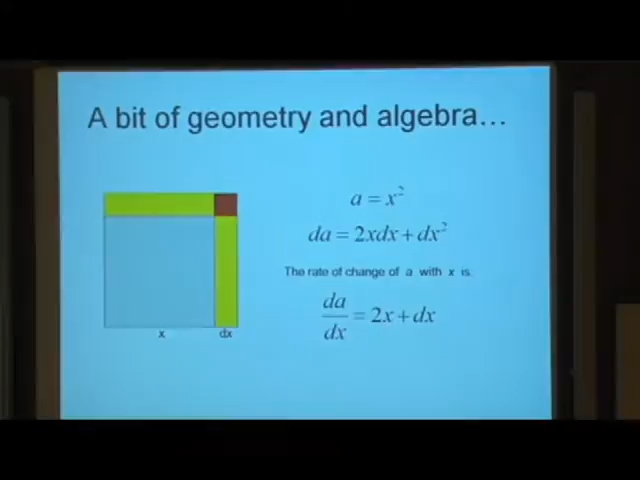 A bit of geometry and algebra...
a = x²
da = 2xdx + dx²
The rate of change of a with x is
da
dx
= 2x + dx
x
dx